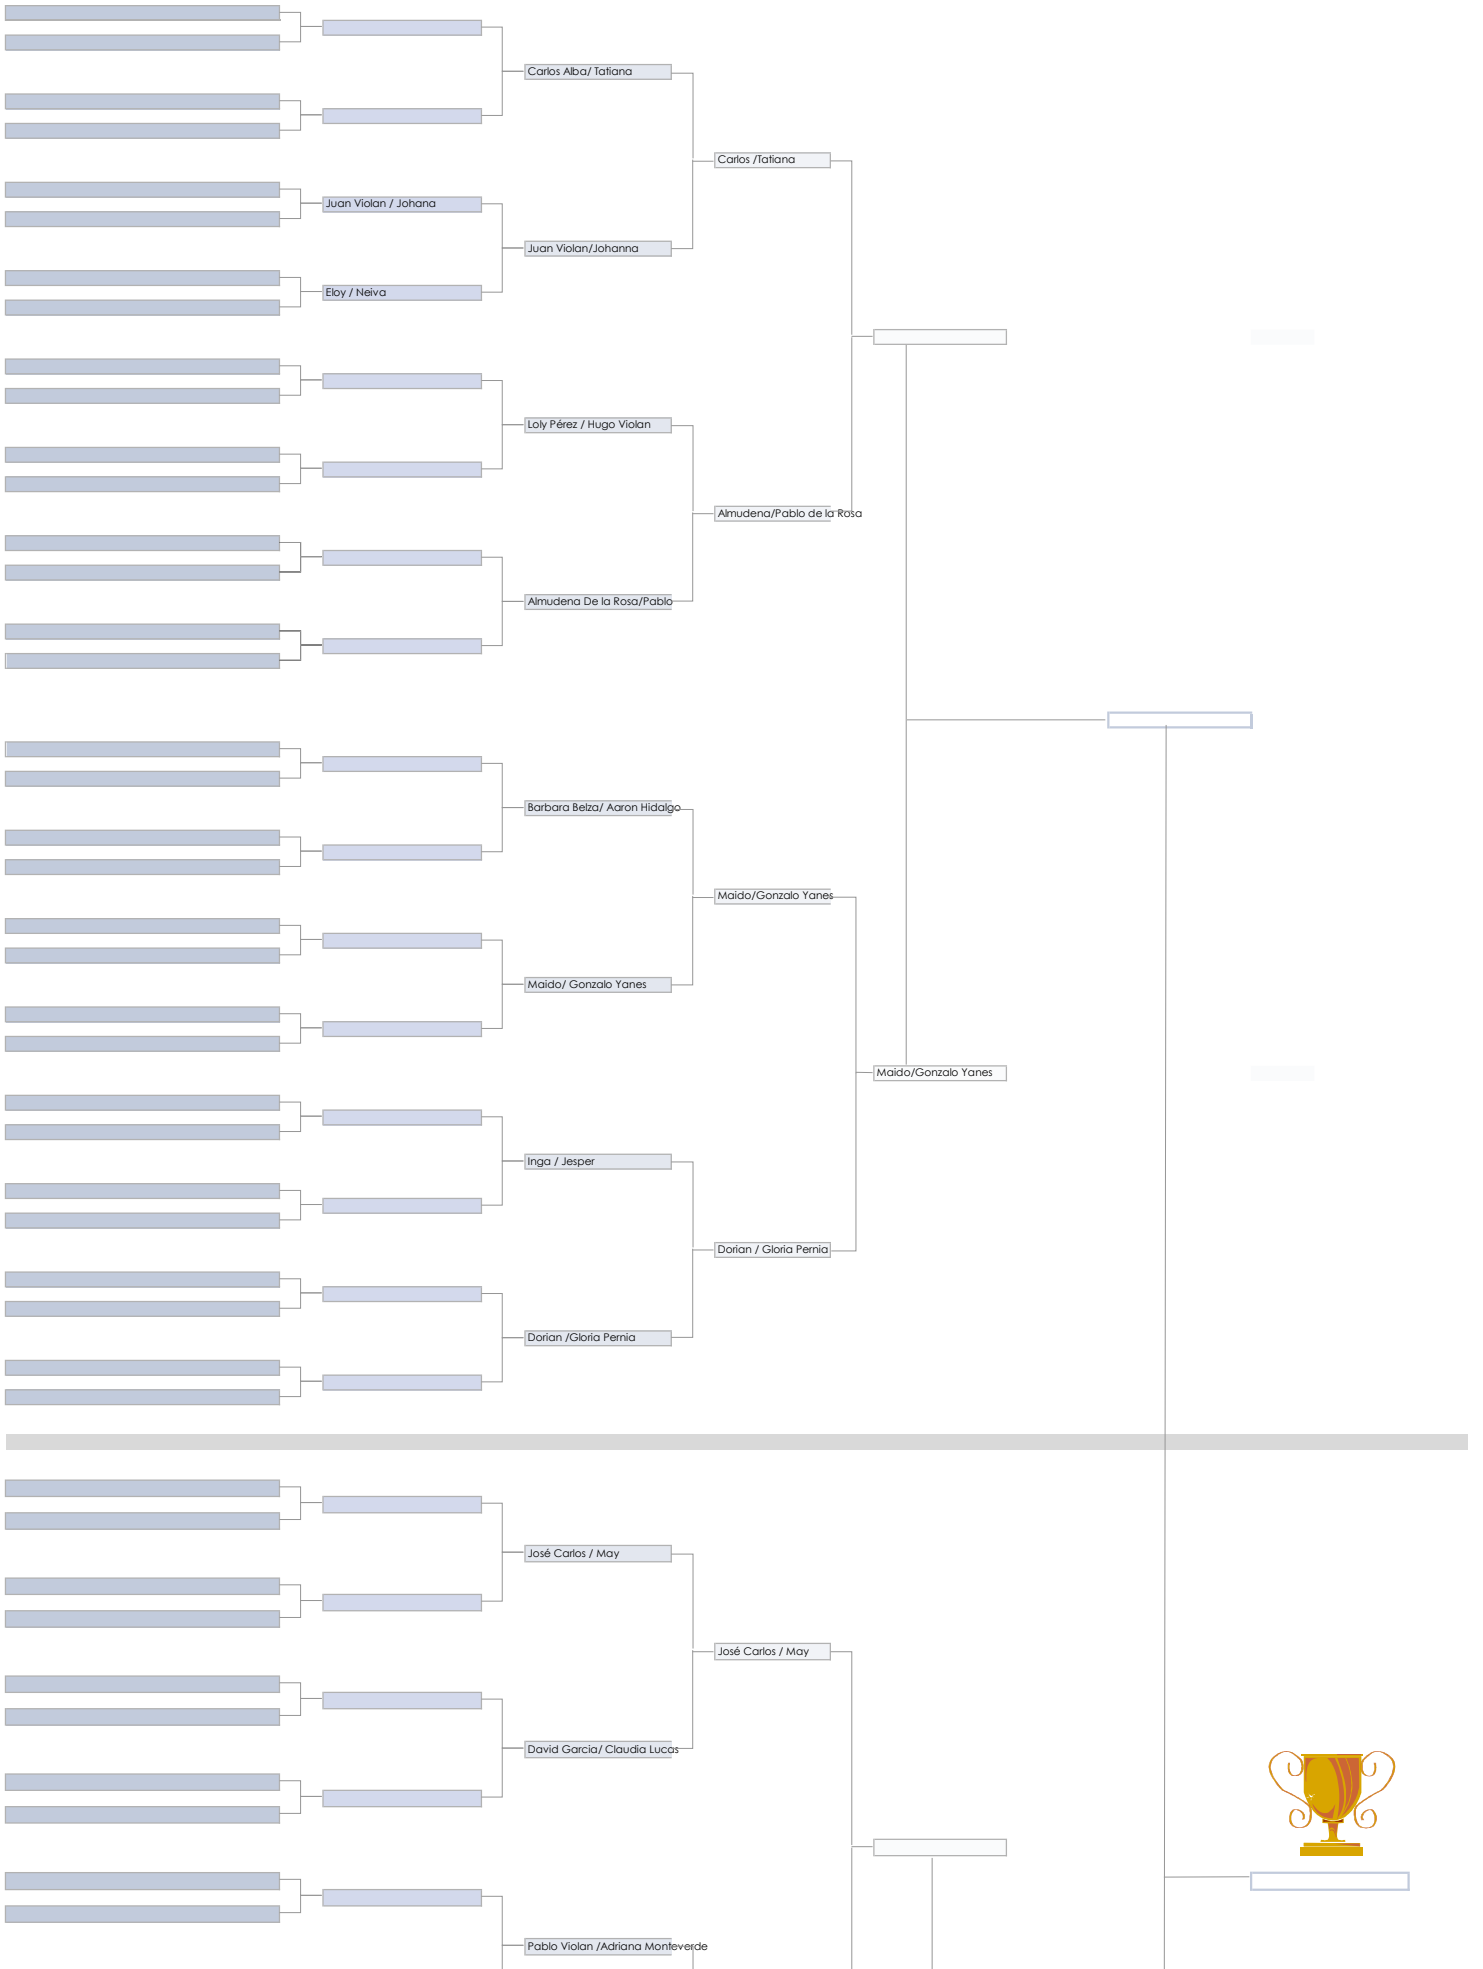 Carlos Alba/ Tatiana
Carlos /Tatiana
Juan Violan / Johana
Juan Violan/Johanna
Eloy / Neiva
Loly Pérez / Hugo Violan
Almudena/Pablo de la Rosa
Almudena De la Rosa/Pablo
Barbara Belza/ Aaron Hidalgo
Maido/Gonzalo Yanes
Maido/ Gonzalo Yanes
Maido/Gonzalo Yanes
Inga / Jesper
Dorian / Gloria Pernia
Dorian /Gloria Pernia
José Carlos / May
José Carlos / May
David Garcia/ Claudia Lucas
Pablo Violan /Adriana Monteverde